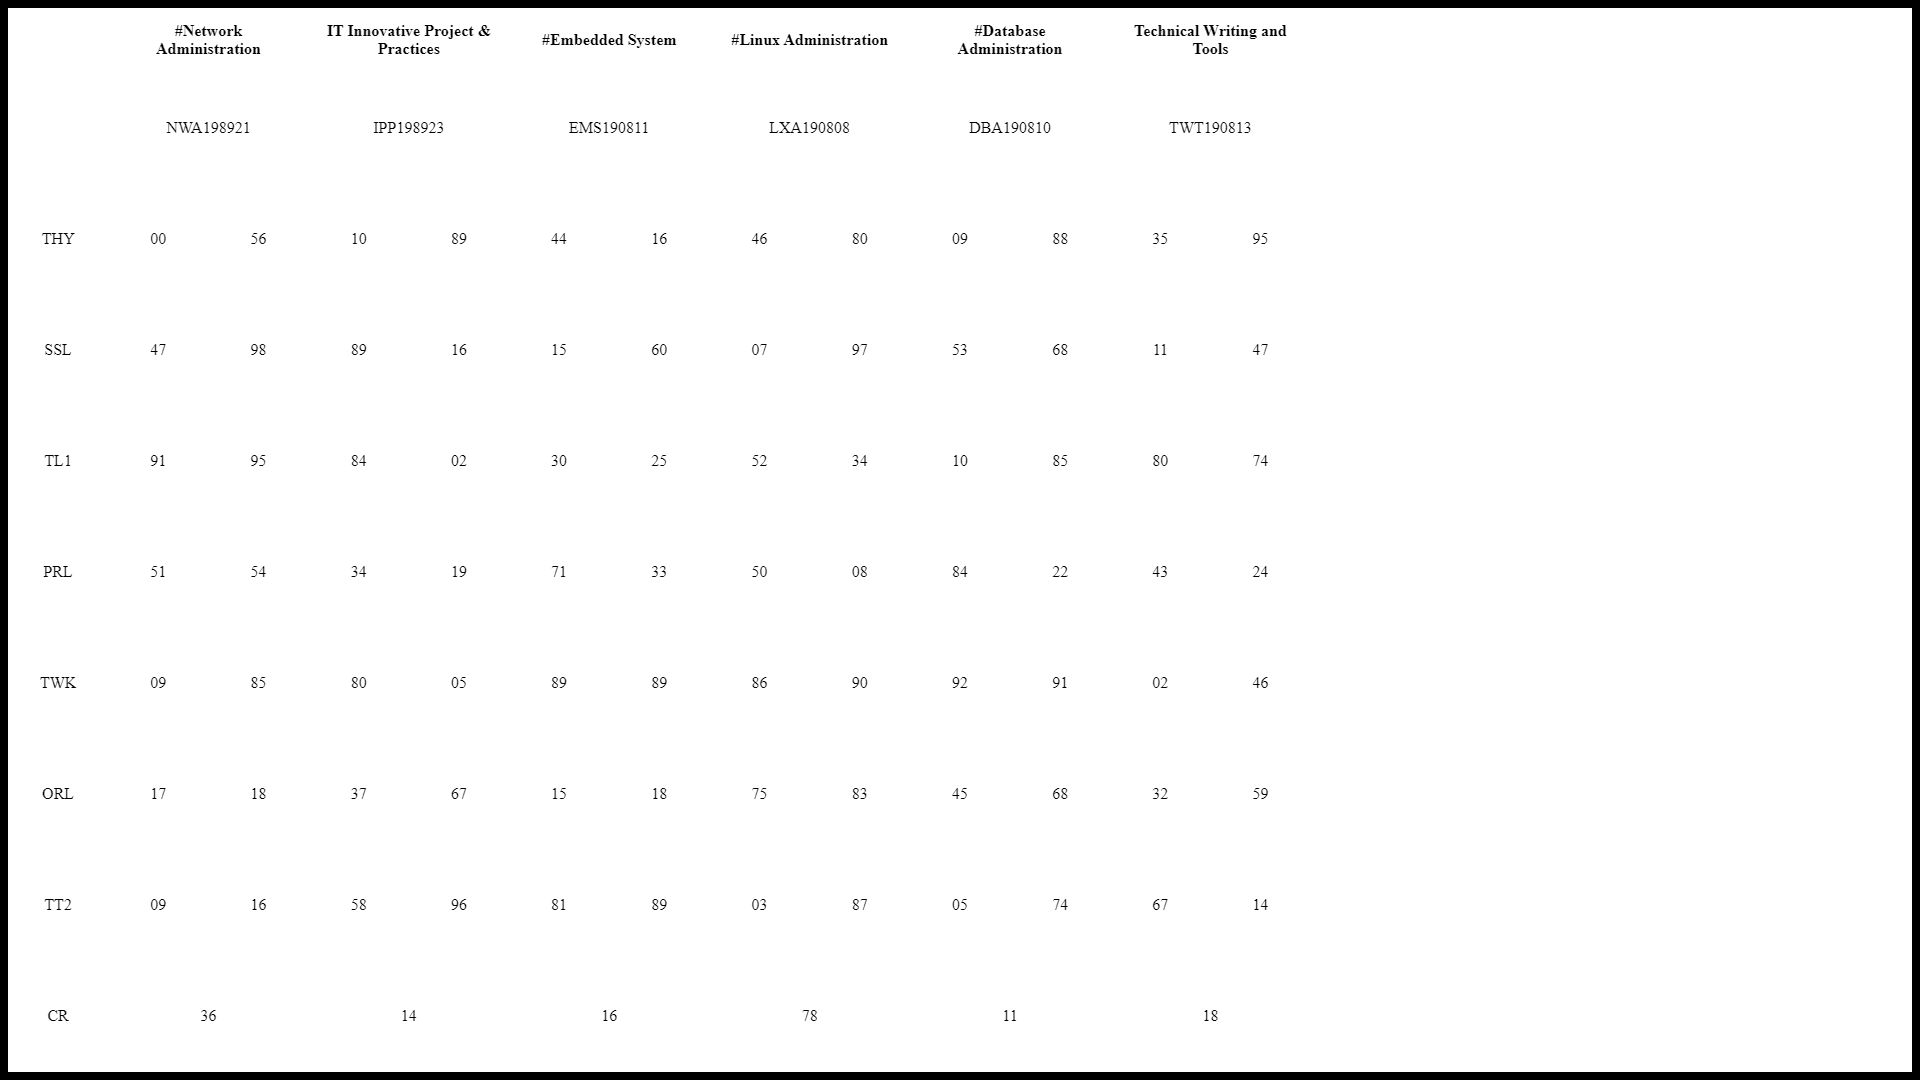 #Network Administration IT Innovative Project & Practices #Embedded System #Linux Administration #Database Administration Technical Writing and Tools
NWA198921 IPP198923 EMS190811 LXA190808 DBA190810 TWT190813
THY 00 56 10 89 44 16 46 80 09 88 35 95
SSL 47 98 89 16 15 60 07 97 53 68 11 47
TL1 91 95 84 02 30 25 52 34 10 85 80 74
PRL 51 54 34 19 71 33 50 08 84 22 43 24
TWK 09 85 80 05 89 89 86 90 92 91 02 46
ORL 17 18 37 67 15 18 75 83 45 68 32 59
TT2 09 16 58 96 81 89 03 87 05 74 67 14
CR 36 14 16 78 11 18